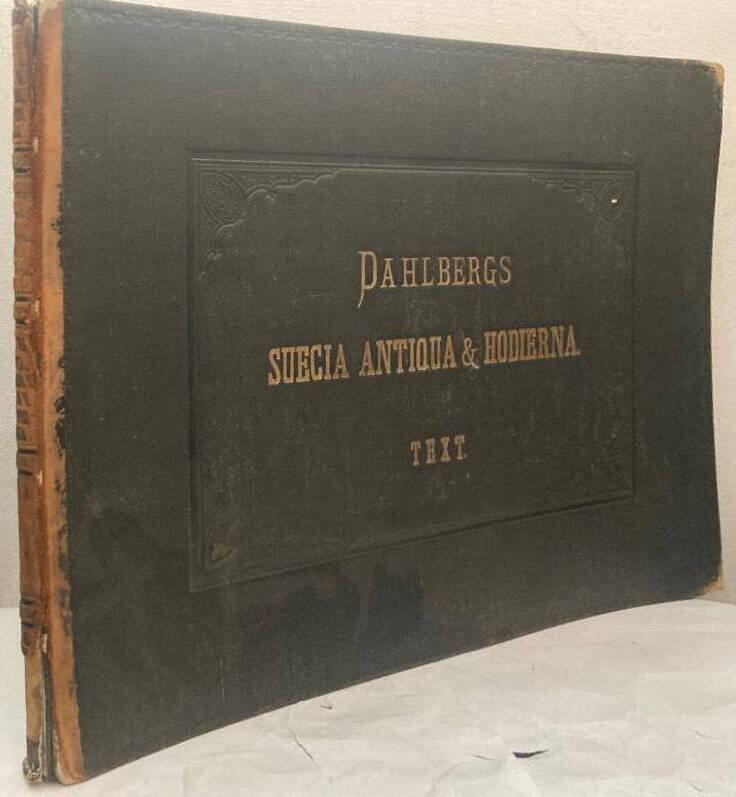 DAHLBERGS
SUECIA ANTIQUA & HODIERNA.
TEXT.